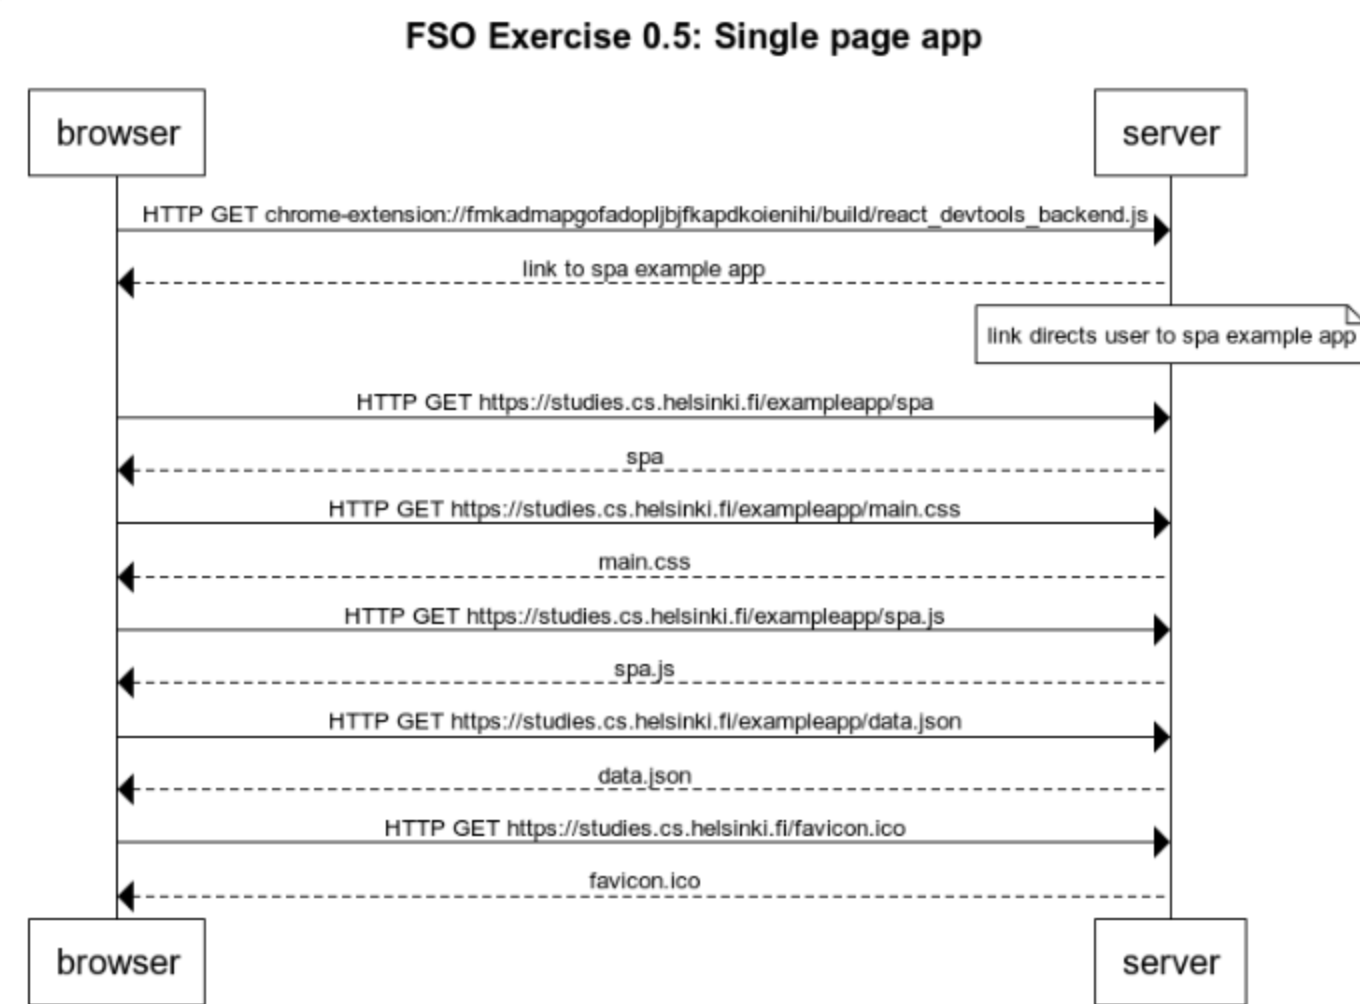 FSO Exercise 0.5: Single page app
browser
server
HTTP GET chrome-extension://fmkadmapgofadopljbjfkapdkoienihi/build/react_devtools_backend.js
link to spa example app
link directs user to spa example app
HTTP GET https://studies.cs.helsinki.fi/exampleapp/spa
spa
HTTP GET https://studies.cs.helsinki.fi/exampleapp/main.css
main.css
HTTP GET https://studies.cs.helsinki.fi/exampleapp/spa.js
spa.js
HTTP GET https://studies.cs.helsinki.fi/exampleapp/data.json
data.json
HTTP GET https://studies.cs.helsinki.fi/favicon.ico
favicon.ico
browser
server